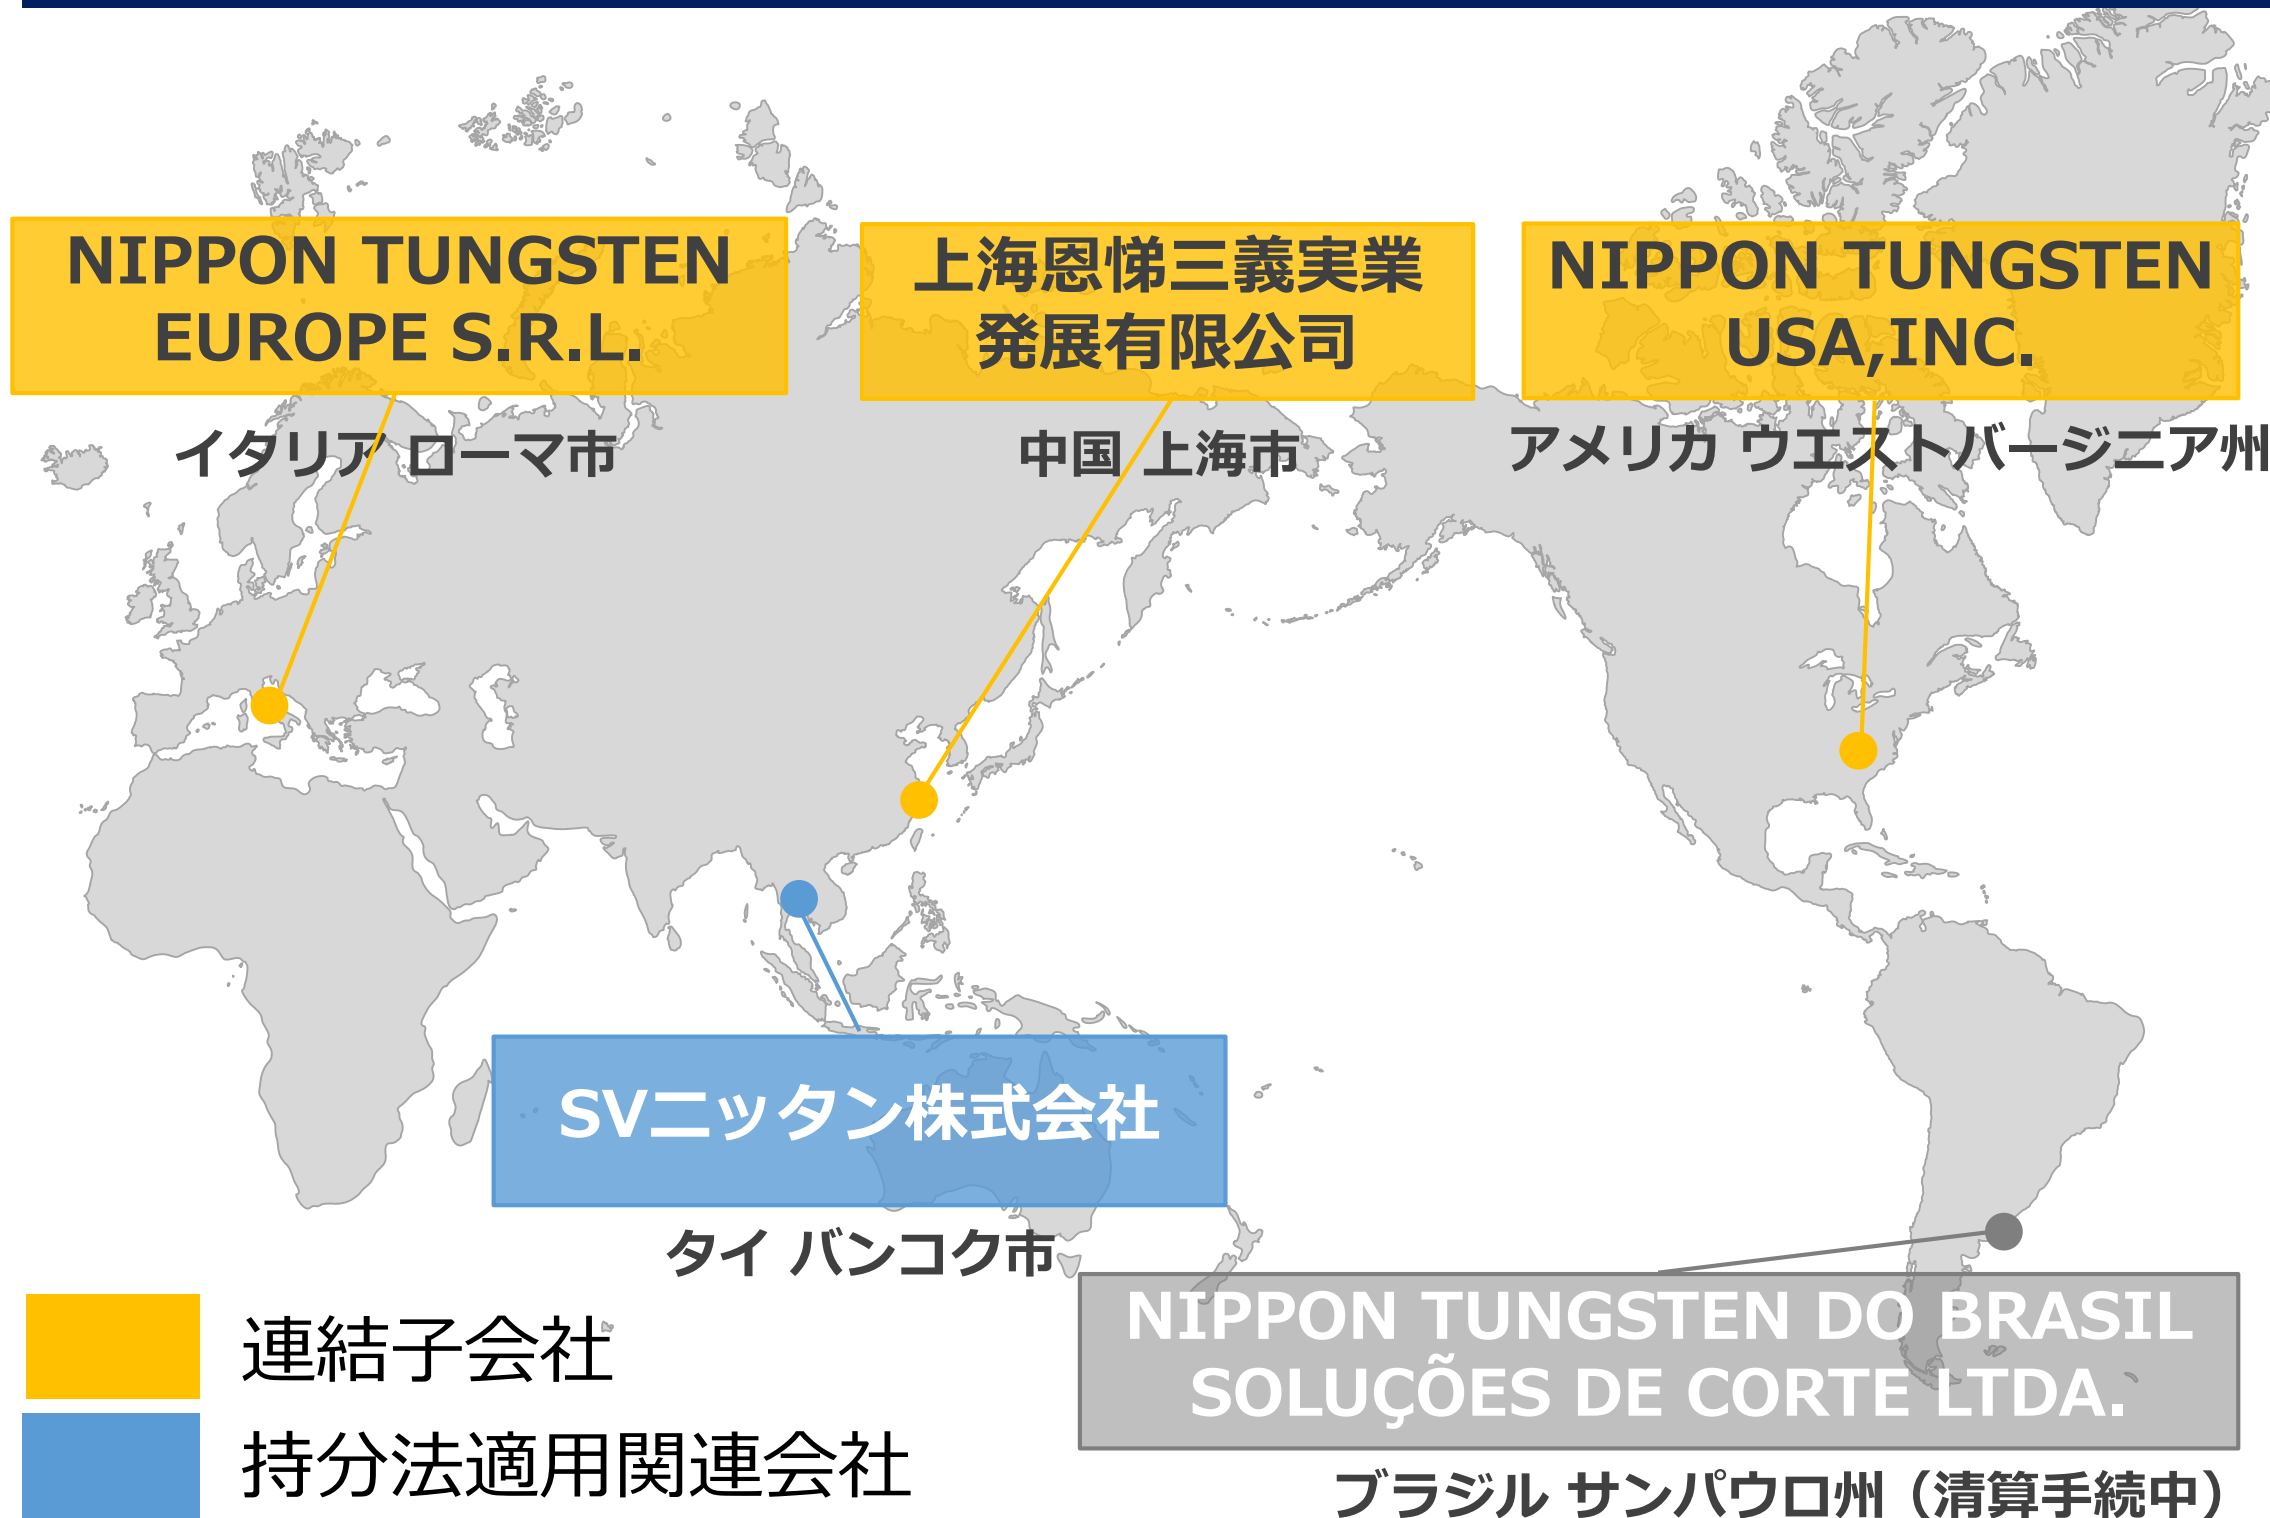 NIPPON TUNGSTEN
EUROPE S.R.L.
イタリア ローマ市
上海恩悌三義実業
発展有限公司
中国 上海市
NIPPON TUNGSTEN
USA,INC.
アメリカ ウエストバージニア州
SVニッタン株式会社
タイ バンコク市
NIPPON TUNGSTEN DO BRASIL
SOLUÇÕES DE CORTE LTDA.
ブラジル サンパウロ州（清算手続中）
連結子会社
持分法適用関連会社